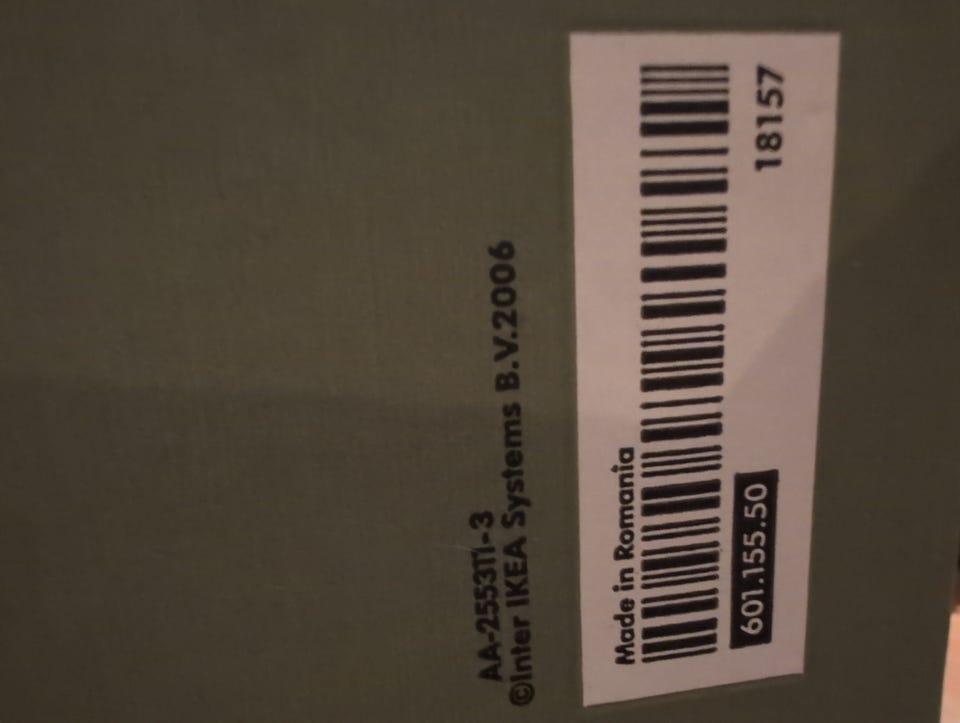 AA-255311-3
©Inter IKEA Systems B.V.2006
Made in Romania
601.155.50
18157